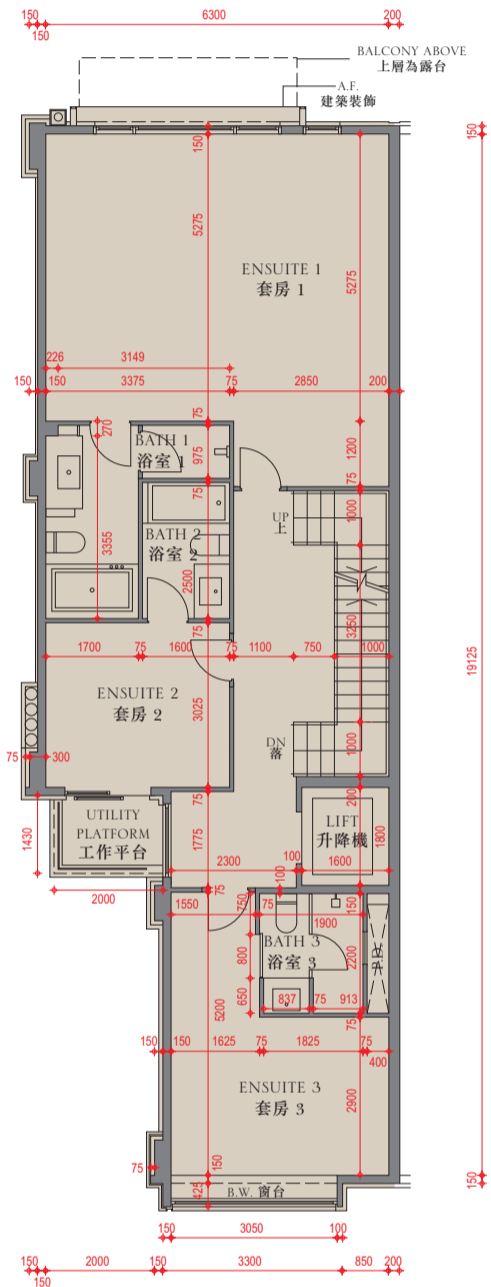 150 6300 200
150
BALCONY ABOVE
上層為露台
A.F.
建築裝飾
150 150
5275 5275
ENSUITE 1
套房 1
226 3149
150 150 3375 75 2850 200
270 75 1200
BATH 1
浴室 1
975
75 75
UP
上
1000
BATH 2
浴室 2
3355 2500
3250
19125
75
1700 75 1600 75 1100 750 1000
ENSUITE 2
套房 2
3025
DN
落
1000
75 300
75 200
UTILITY
PLATFORM
工作平台
LIFT
升降機
1430 1775 1800
2300 100 1600
2000 75 100
1550 750 75 150
1900
BATH 3
浴室 3
800 2200
650 837 75 913
5200 75
150 150 1625 75 1825 75
400
ENSUITE 3
套房 3
2900
75 150
425 B.W. 窗台 150
150 3050 100
150 2000 150 3300 850 200
150